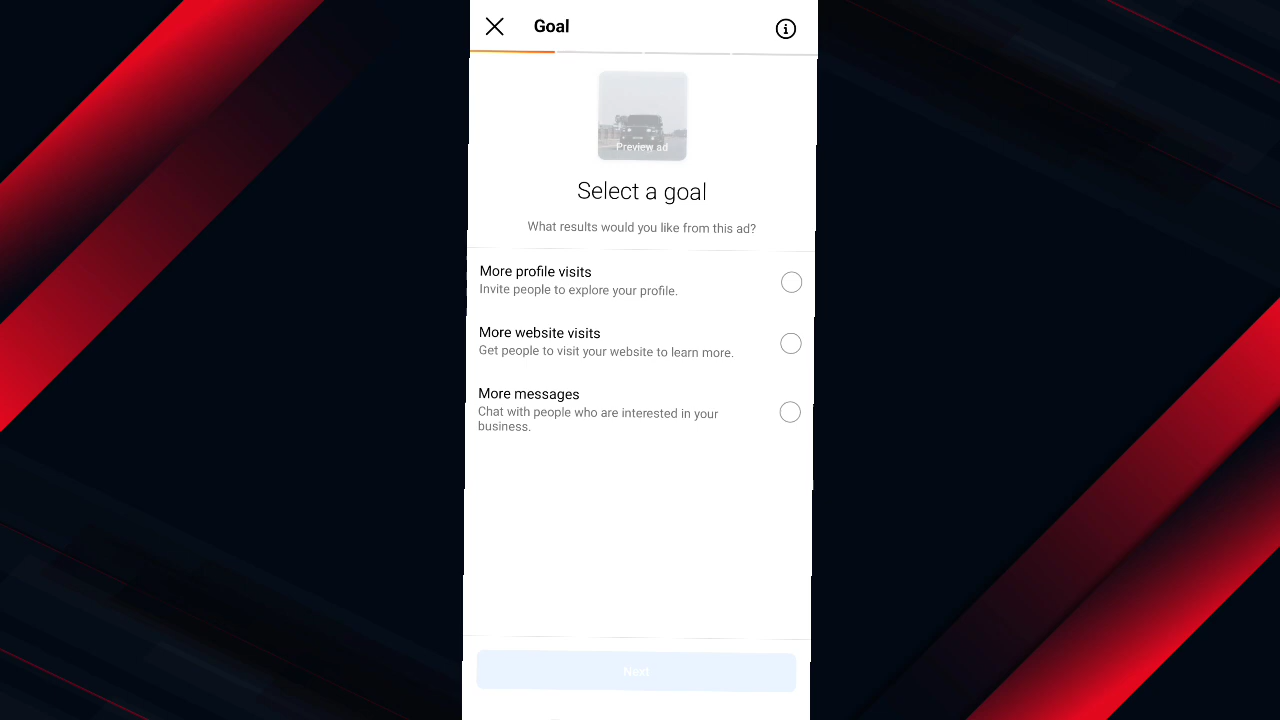 Goal
Preview ad
Select a goal
What results would you like from this ad?
More profile visits
Invite people to explore your profile.
More website visits
Get people to visit your website to learn more.
More messages
Chat with people who are interested in your
business.
Next